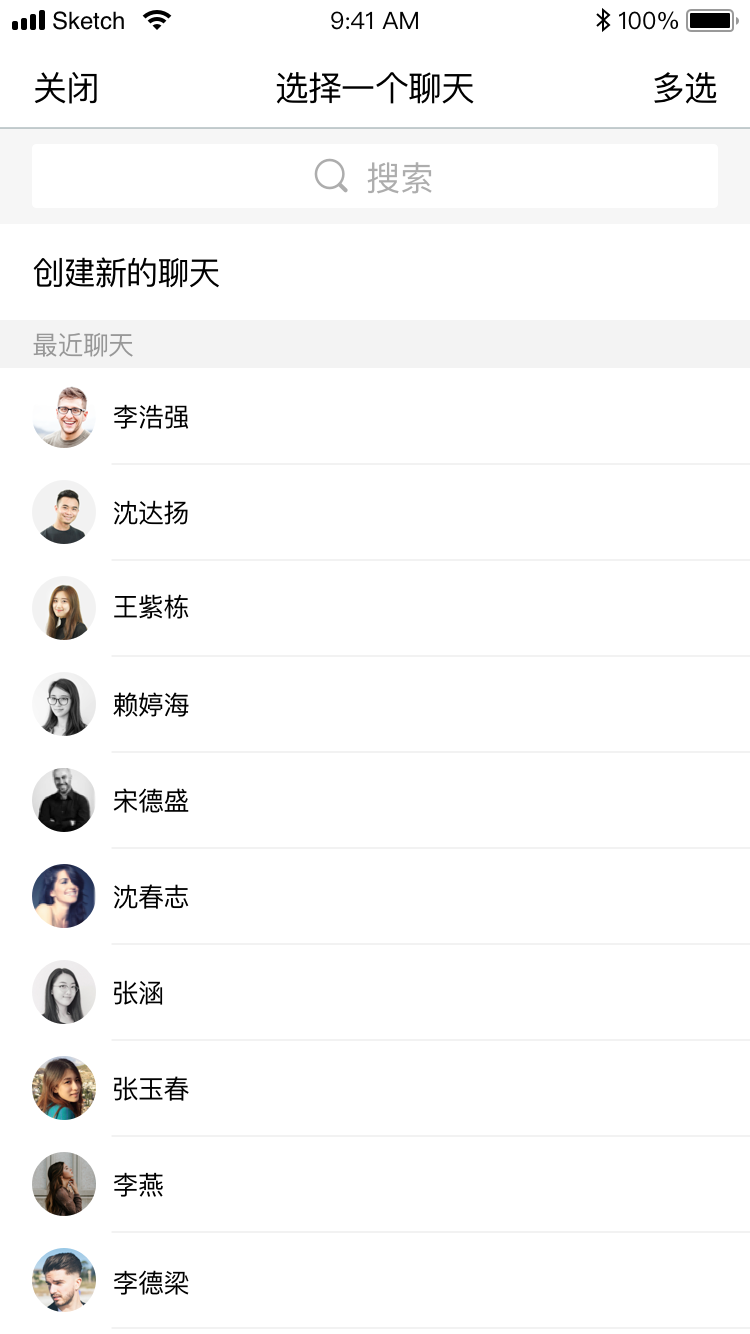 Sketch 9:41 AM 100%
关闭 选择一个聊天 多选
搜索
创建新的聊天
最近聊天
李浩强
沈达扬
王紫栋
赖婷海
宋德盛
沈春志
张涵
张玉春
李燕
李德梁